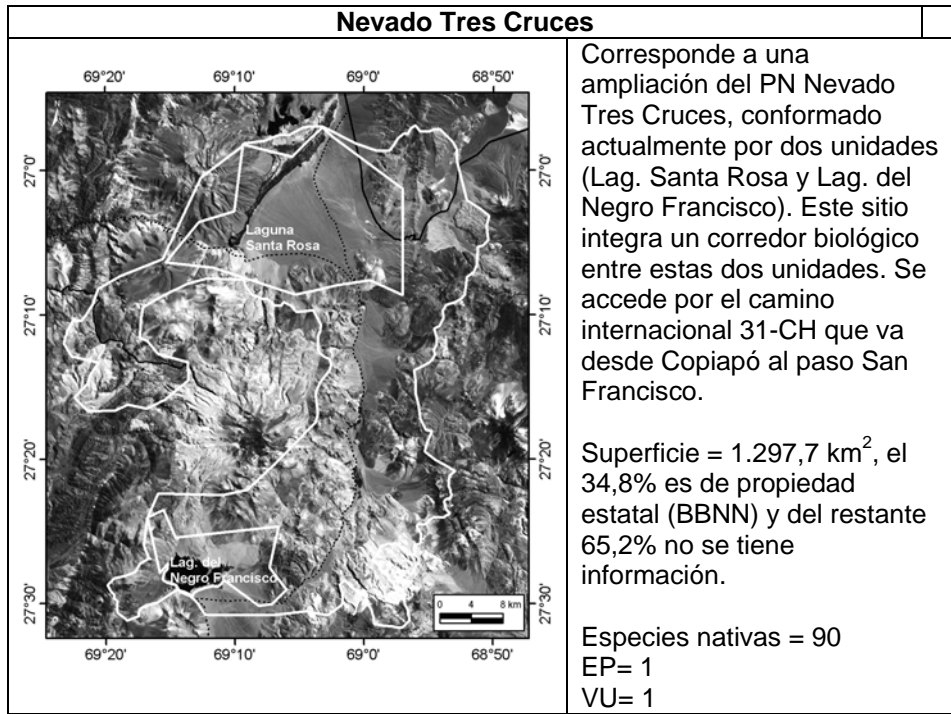 Nevado Tres Cruces
69°20' 69°10' 69°0' 68°50'
27°0' 27°0'
Laguna
Santa Rosa
27°10' 27°10'
27°20' 27°20'
Lag. del
Negro Francisco
27°30' 27°30'
0 4 8 km
69°20' 69°10' 69°0' 68°50'
Corresponde a una
ampliación del PN Nevado
Tres Cruces, conformado
actualmente por dos unidades
(Lag. Santa Rosa y Lag. del
Negro Francisco). Este sitio
integra un corredor biológico
entre estas dos unidades. Se
accede por el camino
internacional 31-CH que va
desde Copiapó al paso San
Francisco.
Superficie = 1.297,7 km², el
34,8% es de propiedad
estatal (BBNN) y del restante
65,2% no se tiene
información.
Especies nativas = 90
EP= 1
VU= 1